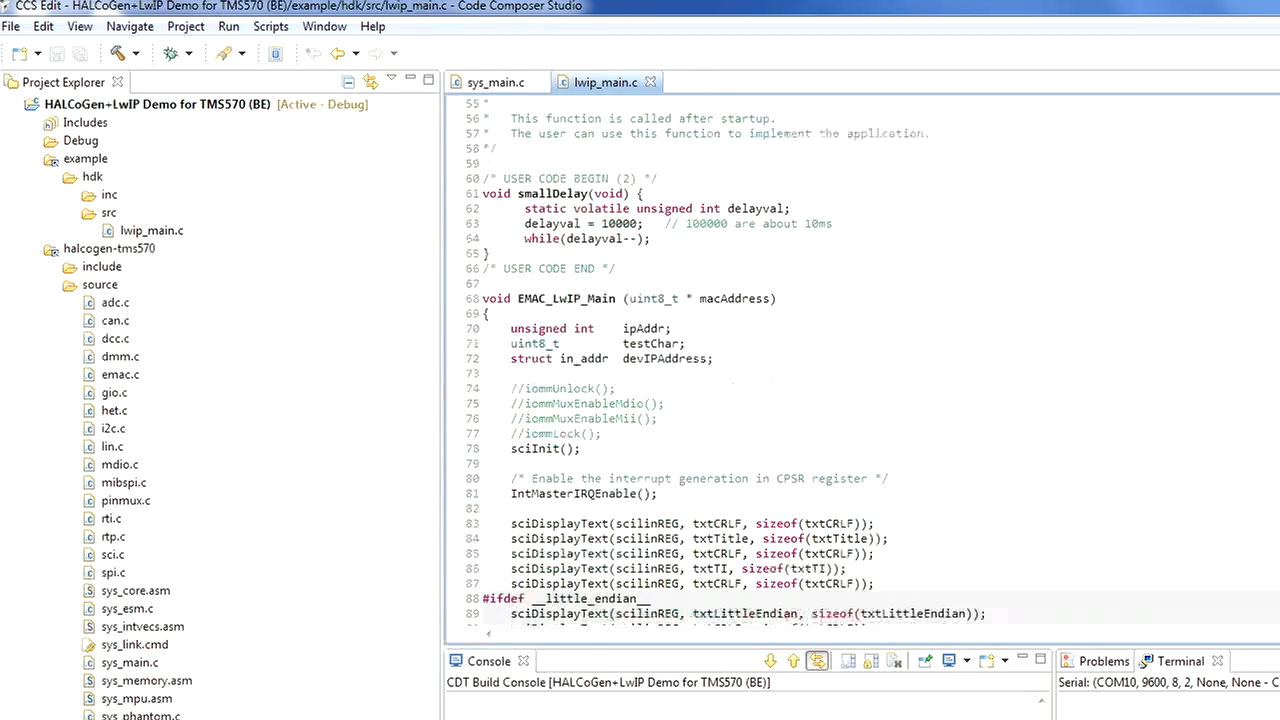 CCS Edit - HALCoGen+LwIP Demo for TMS570 (BE)/example/hdk/src/lwip_main.c - Code Composer Studio
File Edit View Navigate Project Run Scripts Window Help
Project Explorer
HALCoGen+LwIP Demo for TMS570 (BE) [Active - Debug]
Includes
Debug
example
hdk
inc
src
lwip_main.c
halcogen-tms570
include
source
adc.c
can.c
dcc.c
dmm.c
emac.c
gio.c
het.c
i2c.c
lin.c
mdio.c
mibspi.c
pinmux.c
rti.c
rtp.c
sci.c
spi.c
sys_core.asm
sys_esm.c
sys_intvecs.asm
sys_link.cmd
sys_main.c
sys_memory.asm
sys_mpu.asm
sys_phantom.c
sys_main.c lwip_main.c
55 *
56 *   This function is called after startup.
57 *   The user can use this function to implement the application.
58 */
59
60 /* USER CODE BEGIN (2) */
61 void smallDelay(void) {
62       static volatile unsigned int delayval;
63       delayval = 10000;   // 100000 are about 10ms
64       while(delayval--);
65 }
66 /* USER CODE END */
67
68 void EMAC_LwIP_Main (uint8_t * macAddress)
69 {
70     unsigned int    ipAddr;
71     uint8_t         testChar;
72     struct in_addr  devIPAddress;
73
74     //iommUnlock();
75     //iommMuxEnableMdio();
76     //iommMuxEnableMii();
77     //iommLock();
78     sciInit();
79
80     /* Enable the interrupt generation in CPSR register */
81     IntMasterIRQEnable();
82
83     sciDisplayText(scilinREG, txtCRLF, sizeof(txtCRLF));
84     sciDisplayText(scilinREG, txtTitle, sizeof(txtTitle));
85     sciDisplayText(scilinREG, txtCRLF, sizeof(txtCRLF));
86     sciDisplayText(scilinREG, txtTI, sizeof(txtTI));
87     sciDisplayText(scilinREG, txtCRLF, sizeof(txtCRLF));
88 #ifdef __little_endian__
89     sciDisplayText(scilinREG, txtLittleEndian, sizeof(txtLittleEndian));
Console
CDT Build Console [HALCoGen+LwIP Demo for TMS570 (BE)]
Problems Terminal
Serial: (COM10, 9600, 8, 2, None, None - C